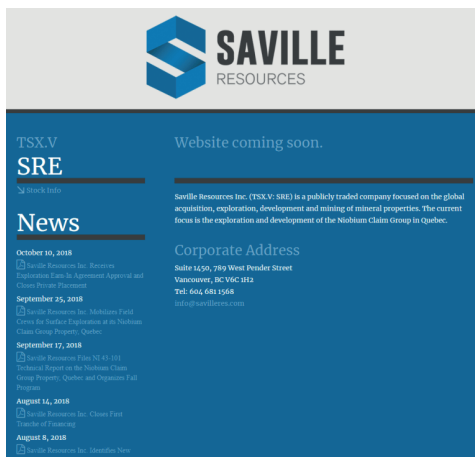 SAVILLE
RESOURCES
TSX.V
SRE
Stock Info
News
October 10, 2018
Saville Resources Inc. Receives
Exploration Earn-In Agreement Approval and
Closes Private Placement
September 25, 2018
Saville Resources Inc. Mobilizes Field
Crews for Surface Exploration at its Niobium
Claim Group Property, Quebec
September 17, 2018
Saville Resources Files NI 43-101
Technical Report on the Niobium Claim
Group Property, Quebec and Organizes Fall
Program
August 14, 2018
Saville Resources Inc. Closes First
Tranche of Financing
August 8, 2018
Saville Resources Inc. Identifies New
Website coming soon.
Saville Resources Inc. (TSX.V: SRE) is a publicly traded company focused on the global
acquisition, exploration, development and mining of mineral properties. The current
focus is the exploration and development of the Niobium Claim Group in Quebec.
Corporate Address
Suite 1450, 789 West Pender Street
Vancouver, BC V6C 1H2
Tel: 604 681 1568
info@savilleres.com